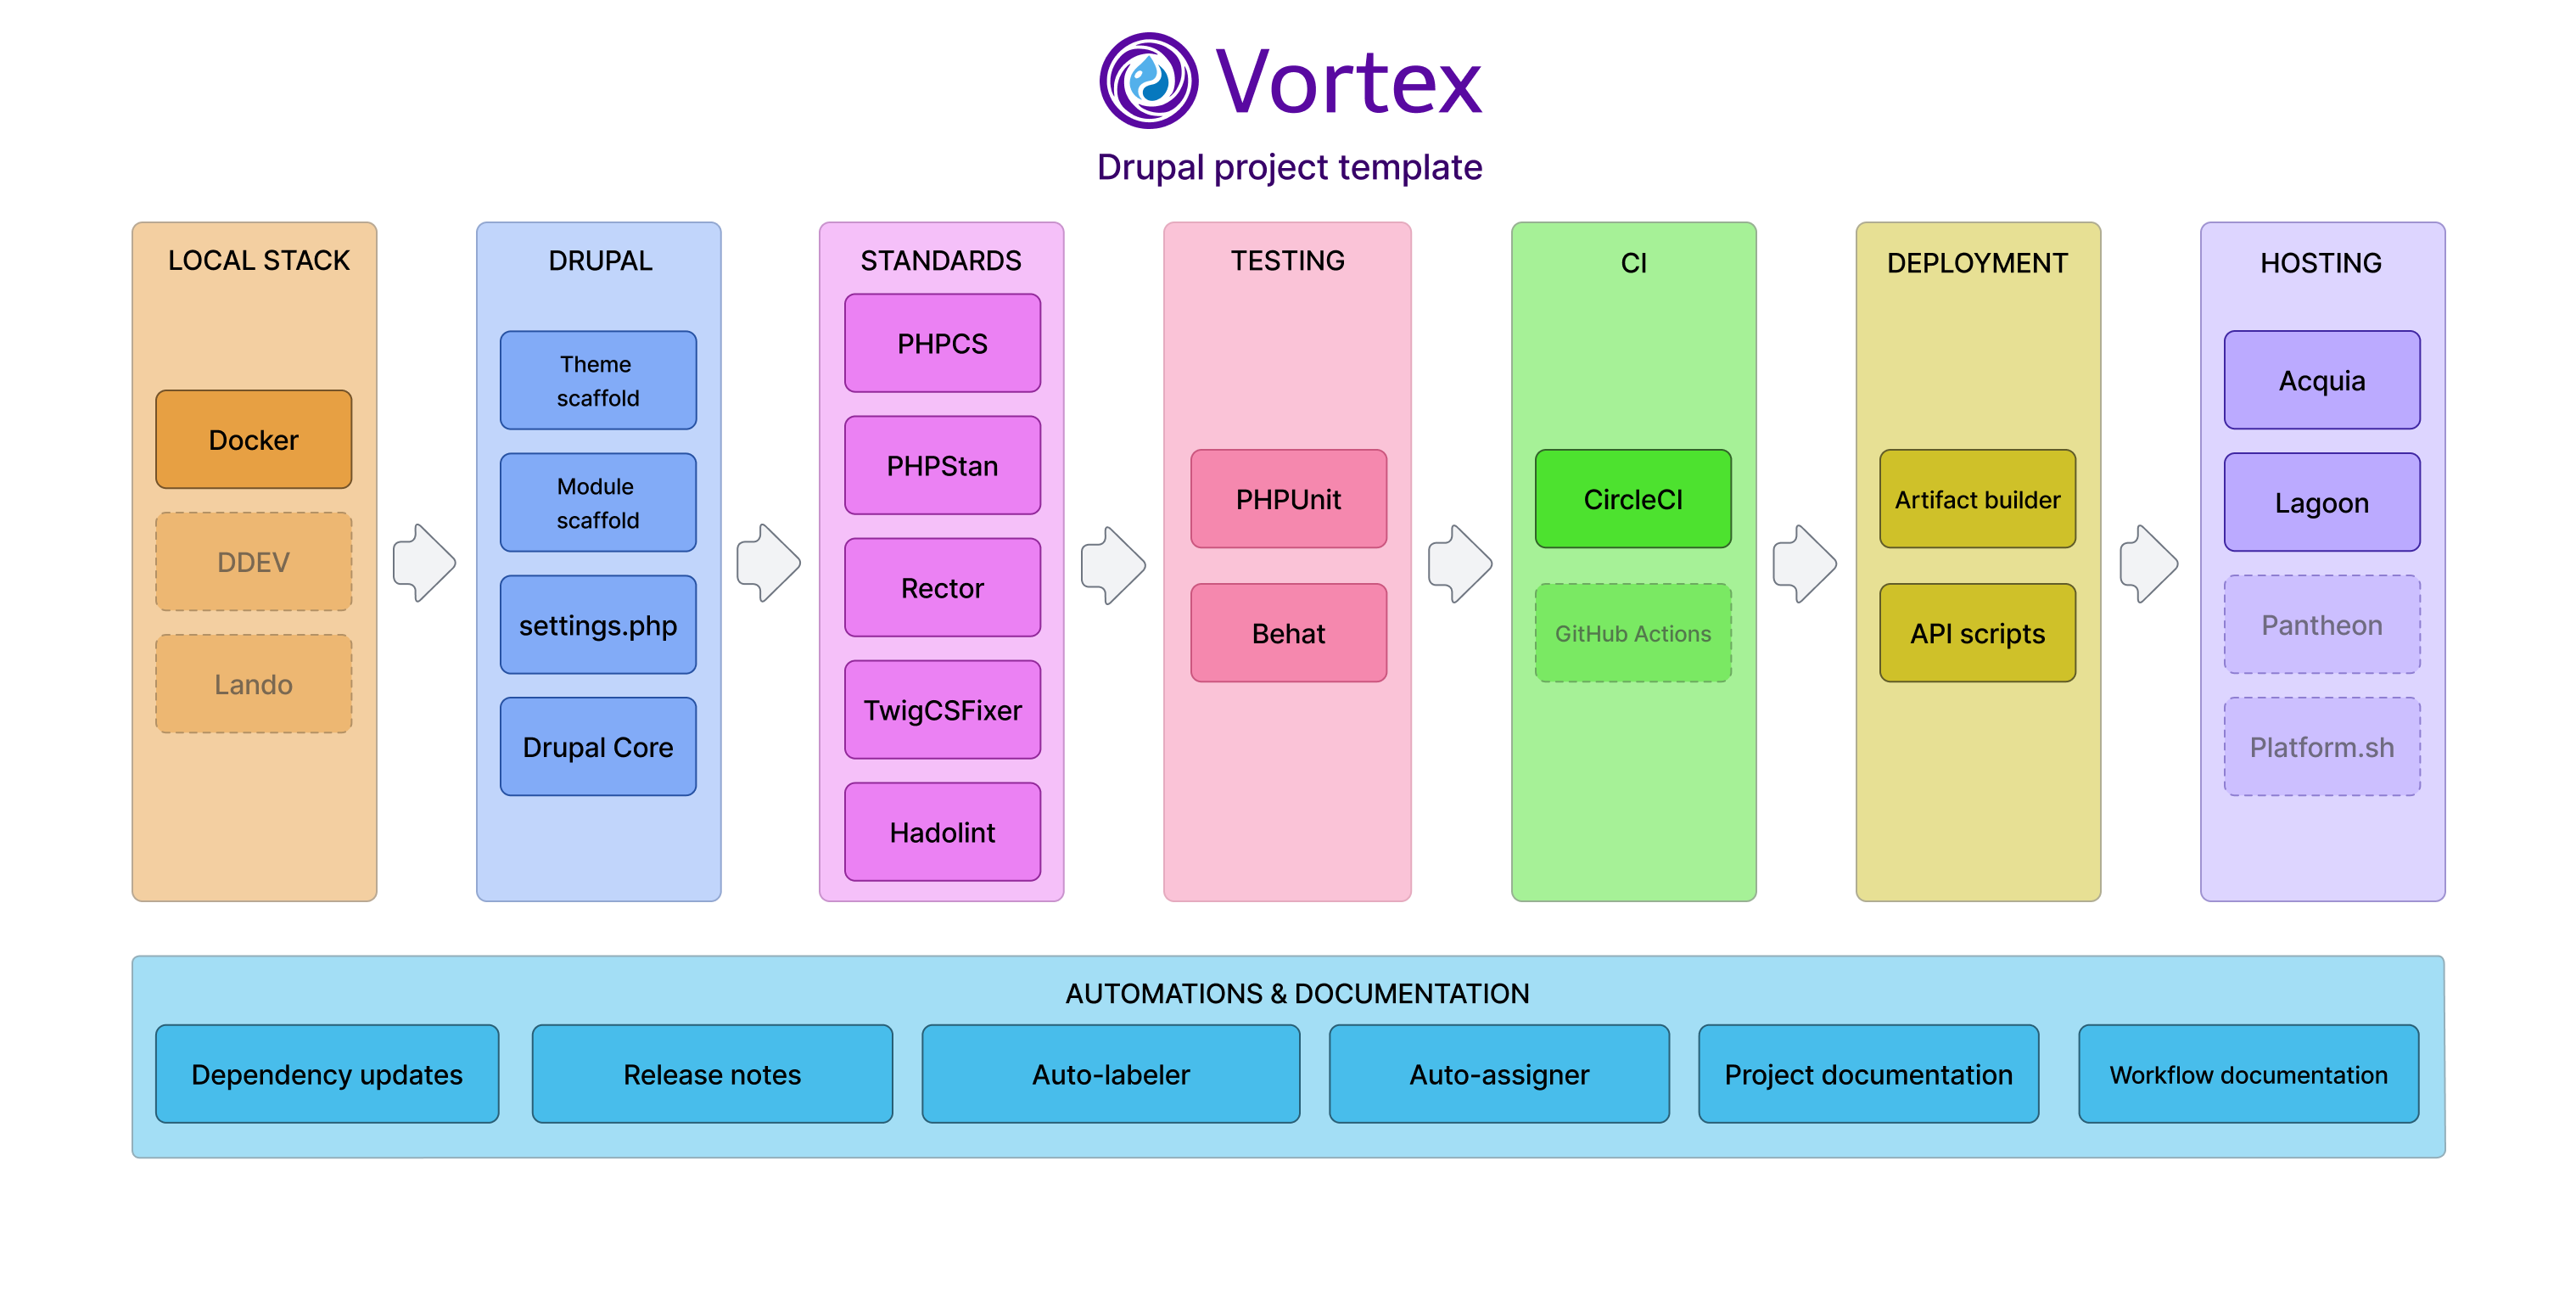 Vortex
Drupal project template
LOCAL STACK
Docker
DDEV
Lando
DRUPAL
Theme
scaffold
Module
scaffold
settings.php
Drupal Core
STANDARDS
PHPCS
PHPStan
Rector
TwigCSFixer
Hadolint
TESTING
PHPUnit
Behat
CI
CircleCI
GitHub Actions
DEPLOYMENT
Artifact builder
API scripts
HOSTING
Acquia
Lagoon
Pantheon
Platform.sh
AUTOMATIONS & DOCUMENTATION
Dependency updates
Release notes
Auto-labeler
Auto-assigner
Project documentation
Workflow documentation